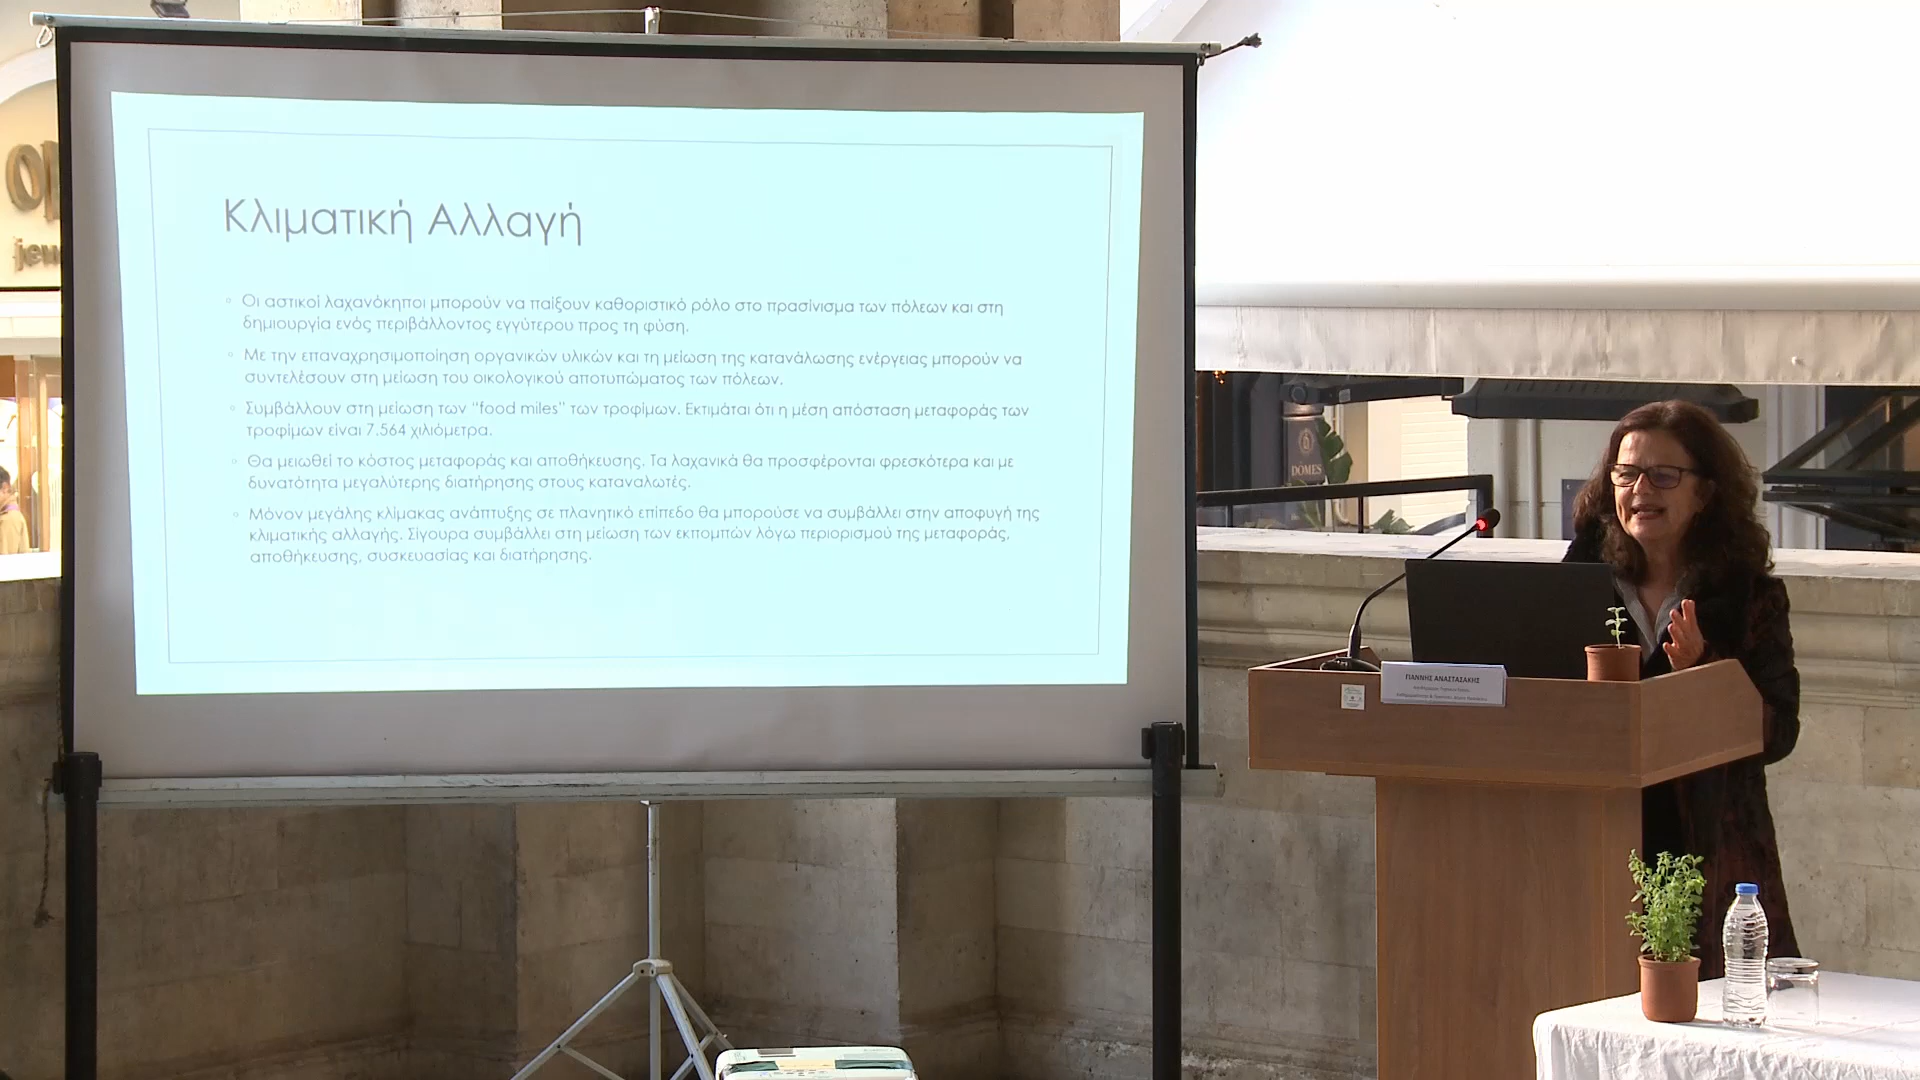 Κλιματική Αλλαγή
◦ Οι αστικοί λαχανόκηποι μπορούν να παίξουν καθοριστικό ρόλο στο πρασίνισμα των πόλεων και στη
δημιουργία ενός περιβάλλοντος εγγύτερου προς τη φύση.
◦ Με την επαναχρησιμοποίηση οργανικών υλικών και τη μείωση της κατανάλωσης ενέργειας μπορούν να
συντελέσουν στη μείωση του οικολογικού αποτυπώματος των πόλεων.
◦ Συμβάλλουν στη μείωση των “food miles” των τροφίμων. Εκτιμάται ότι η μέση απόσταση μεταφοράς των
τροφίμων είναι 7.564 χιλιόμετρα.
◦ Θα μειωθεί το κόστος μεταφοράς και αποθήκευσης. Τα λαχανικά θα προσφέρονται φρεσκότερα και με
δυνατότητα μεγαλύτερης διατήρησης στους καταναλωτές.
◦ Μόνον μεγάλης κλίμακας ανάπτυξης σε πλανητικό επίπεδο θα μπορούσε να συμβάλλει στην αποφυγή της
κλιματικής αλλαγής. Σίγουρα συμβάλλει στη μείωση των εκπομπών λόγω περιορισμού της μεταφοράς,
αποθήκευσης, συσκευασίας και διατήρησης.
DOMES
ΓΙΑΝΝΗΣ ΑΝΑΣΤΑΣΑΚΗΣ